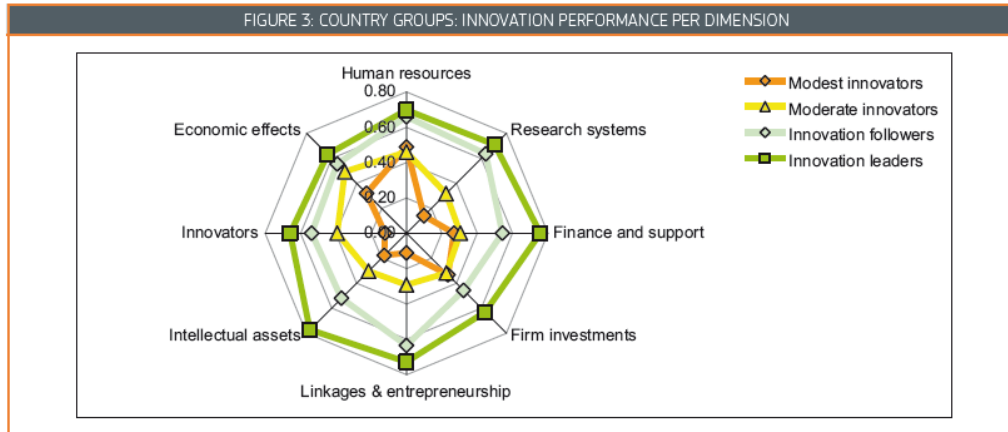 FIGURE 3: COUNTRY GROUPS: INNOVATION PERFORMANCE PER DIMENSION
Human resources
0.80
0.60
0.40
0.20
0.00
Economic effects
Research systems
Innovators
Finance and support
Intellectual assets
Firm investments
Linkages & entrepreneurship
Modest innovators
Moderate innovators
Innovation followers
Innovation leaders